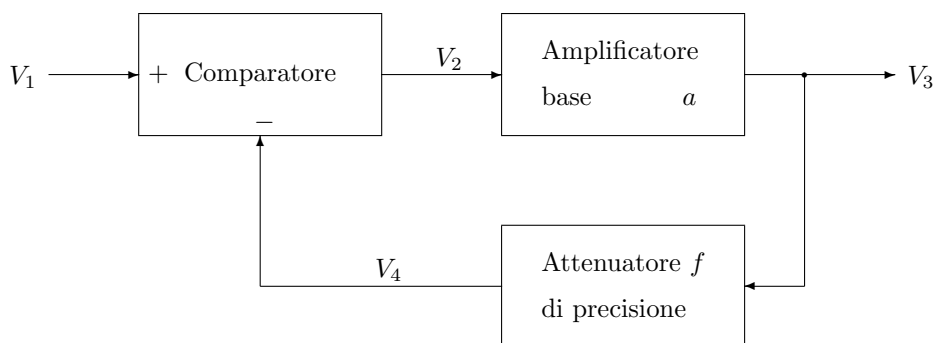 V1
+ Comparatore
−
V2
Amplificatore
base a
V3
V4
Attenuatore f
di precisione